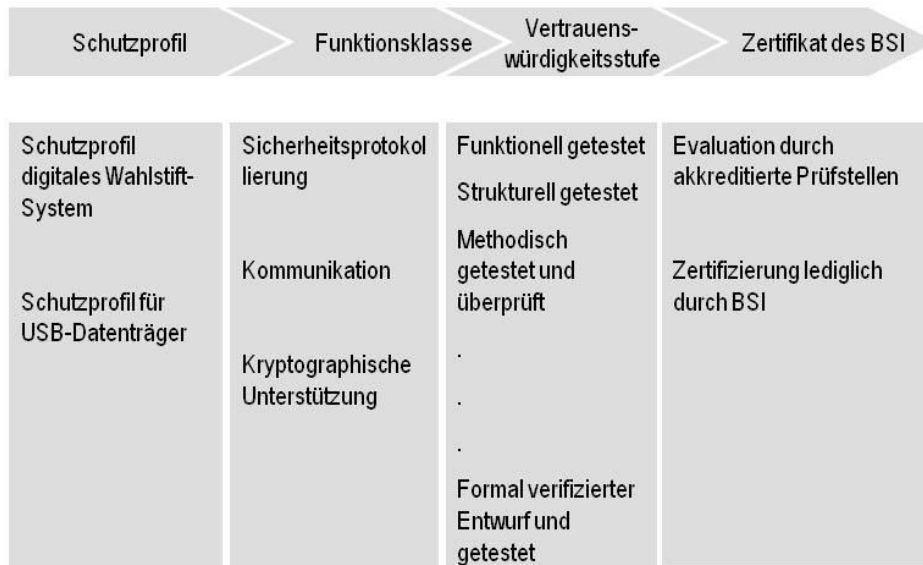 Schutzprofil
Funktionsklasse
Vertrauens-
würdigkeitsstufe
Zertifikat des BSI
Schutzprofil
digitales Wahlstift-
System
Schutzprofil für
USB-Datenträger
Sicherheitsprotokol
lierung
Kommunikation
Kryptographische
Unterstützung
Funktionell getestet
Strukturell getestet
Methodisch
getestet und
überprüft
.
.
.
Formal verifizierter
Entwurf und
getestet
Evaluation durch
akkreditierte Prüfstellen
Zertifizierung lediglich
durch BSI